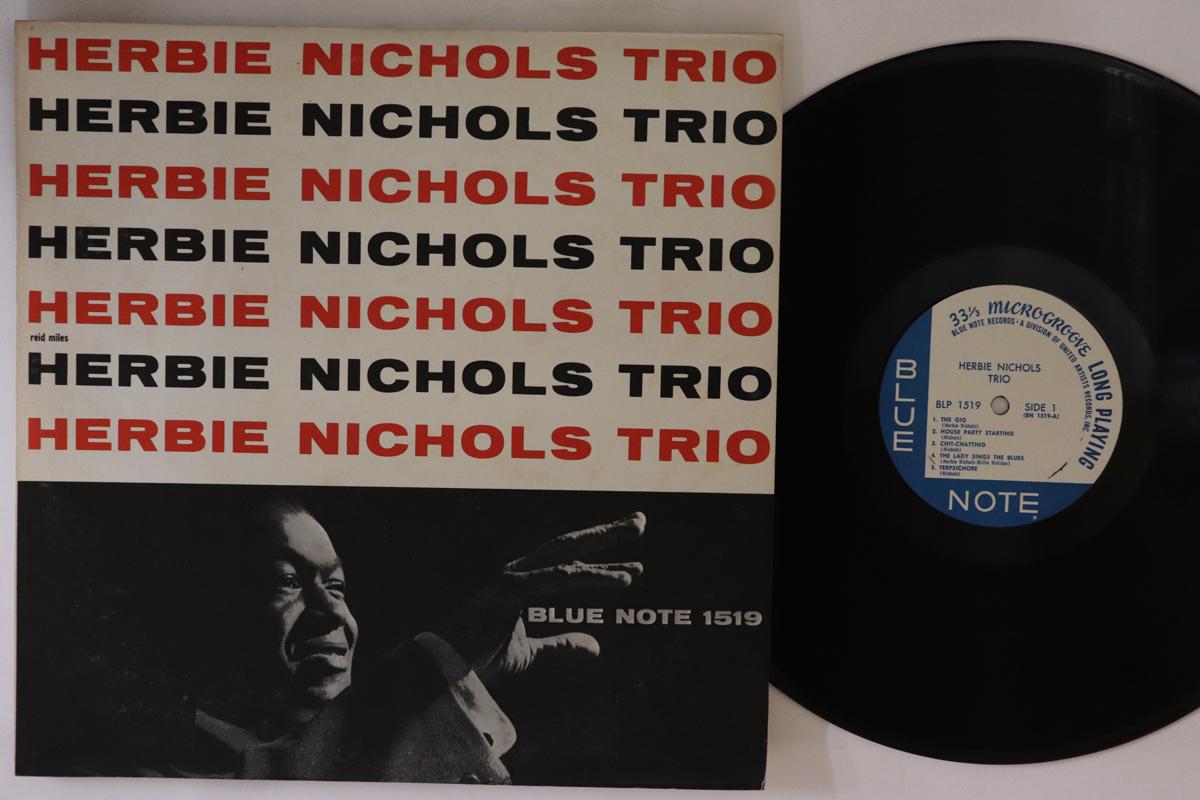 HERBIE NICHOLS TRIO
HERBIE NICHOLS TRIO
HERBIE NICHOLS TRIO
HERBIE NICHOLS TRIO
HERBIE NICHOLS TRIO
reid miles
HERBIE NICHOLS TRIO
HERBIE NICHOLS TRIO
BLUE NOTE 1519
33⅓ MICROGROOVE LONG PLAYING
BLUE NOTE RECORDS • A DIVISION OF UNITED ARTISTS RECORDS, INC.
HERBIE NICHOLS
TRIO
BLP 1519
SIDE 1
(BN 1519-A)
1. THE GIG
(Herbie Nichols)
2. HOUSE PARTY STARTING
(Nichols)
3. CHIT-CHATTING
(Nichols)
4. THE LADY SINGS THE BLUES
(Herbie Nichols-Billie Holiday)
5. TERPSICHORE
(Nichols)
BLUE
NOTE